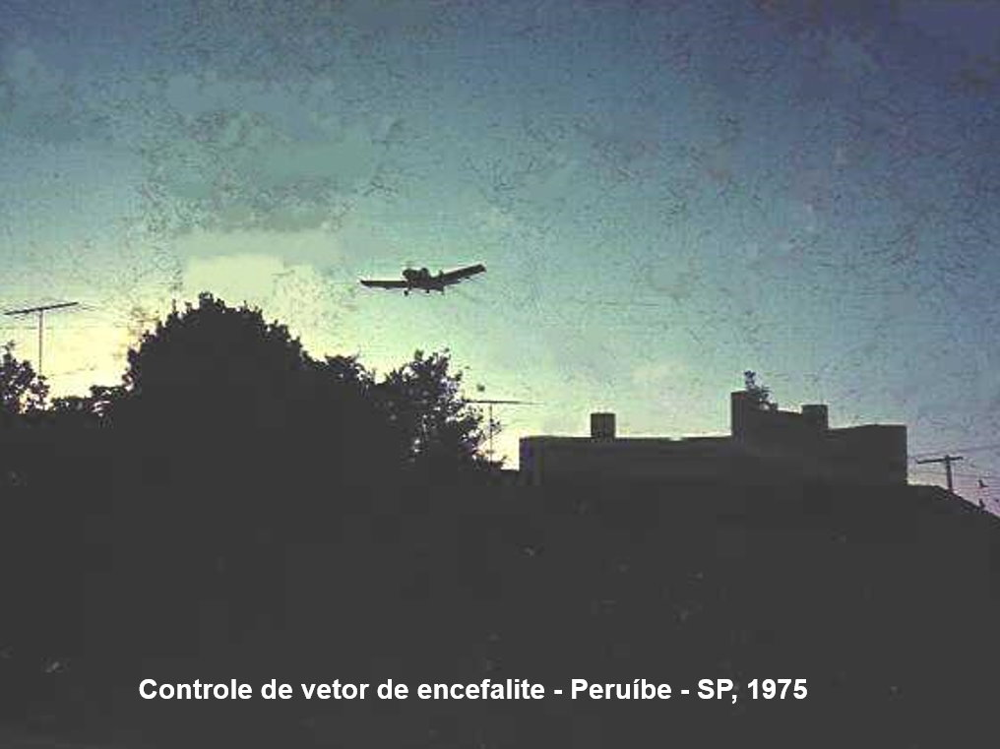 Controle de vetor de encefalite - Peruíbe - SP, 1975